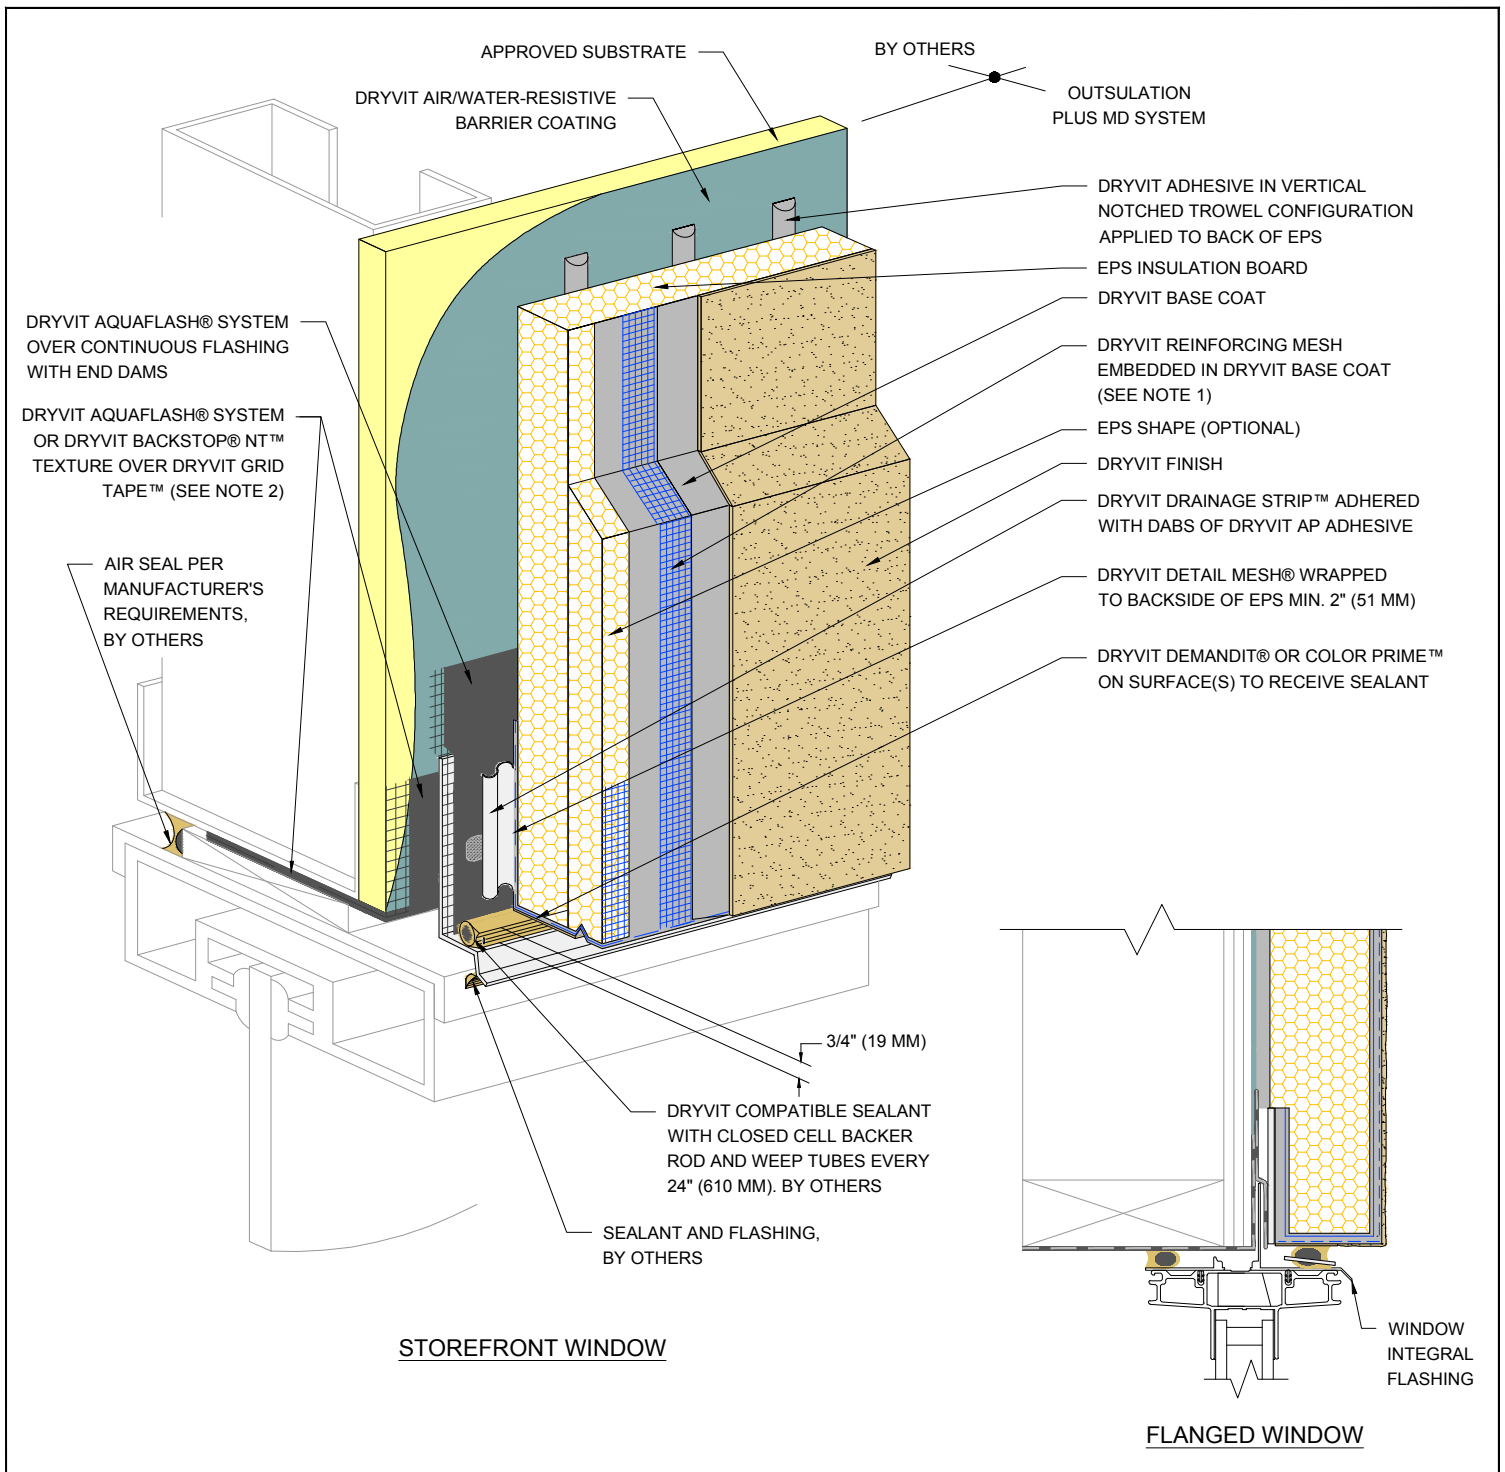 APPROVED SUBSTRATE
BY OTHERS
OUTSULATION
PLUS MD SYSTEM
DRYVIT AIR/WATER-RESISTIVE
BARRIER COATING
DRYVIT ADHESIVE IN VERTICAL
NOTCHED TROWEL CONFIGURATION
APPLIED TO BACK OF EPS
EPS INSULATION BOARD
DRYVIT BASE COAT
DRYVIT REINFORCING MESH
EMBEDDED IN DRYVIT BASE COAT
(SEE NOTE 1)
EPS SHAPE (OPTIONAL)
DRYVIT FINISH
DRYVIT DRAINAGE STRIP™ ADHERED
WITH DABS OF DRYVIT AP ADHESIVE
DRYVIT DETAIL MESH® WRAPPED
TO BACKSIDE OF EPS MIN. 2" (51 MM)
DRYVIT DEMANDIT® OR COLOR PRIME™
ON SURFACE(S) TO RECEIVE SEALANT
DRYVIT AQUAFLASH® SYSTEM
OVER CONTINUOUS FLASHING
WITH END DAMS
DRYVIT AQUAFLASH® SYSTEM
OR DRYVIT BACKSTOP® NT™
TEXTURE OVER DRYVIT GRID
TAPE™ (SEE NOTE 2)
AIR SEAL PER
MANUFACTURER'S
REQUIREMENTS,
BY OTHERS
3/4" (19 MM)
DRYVIT COMPATIBLE SEALANT
WITH CLOSED CELL BACKER
ROD AND WEEP TUBES EVERY
24" (610 MM). BY OTHERS
SEALANT AND FLASHING,
BY OTHERS
STOREFRONT WINDOW
WINDOW
INTEGRAL
FLASHING
FLANGED WINDOW